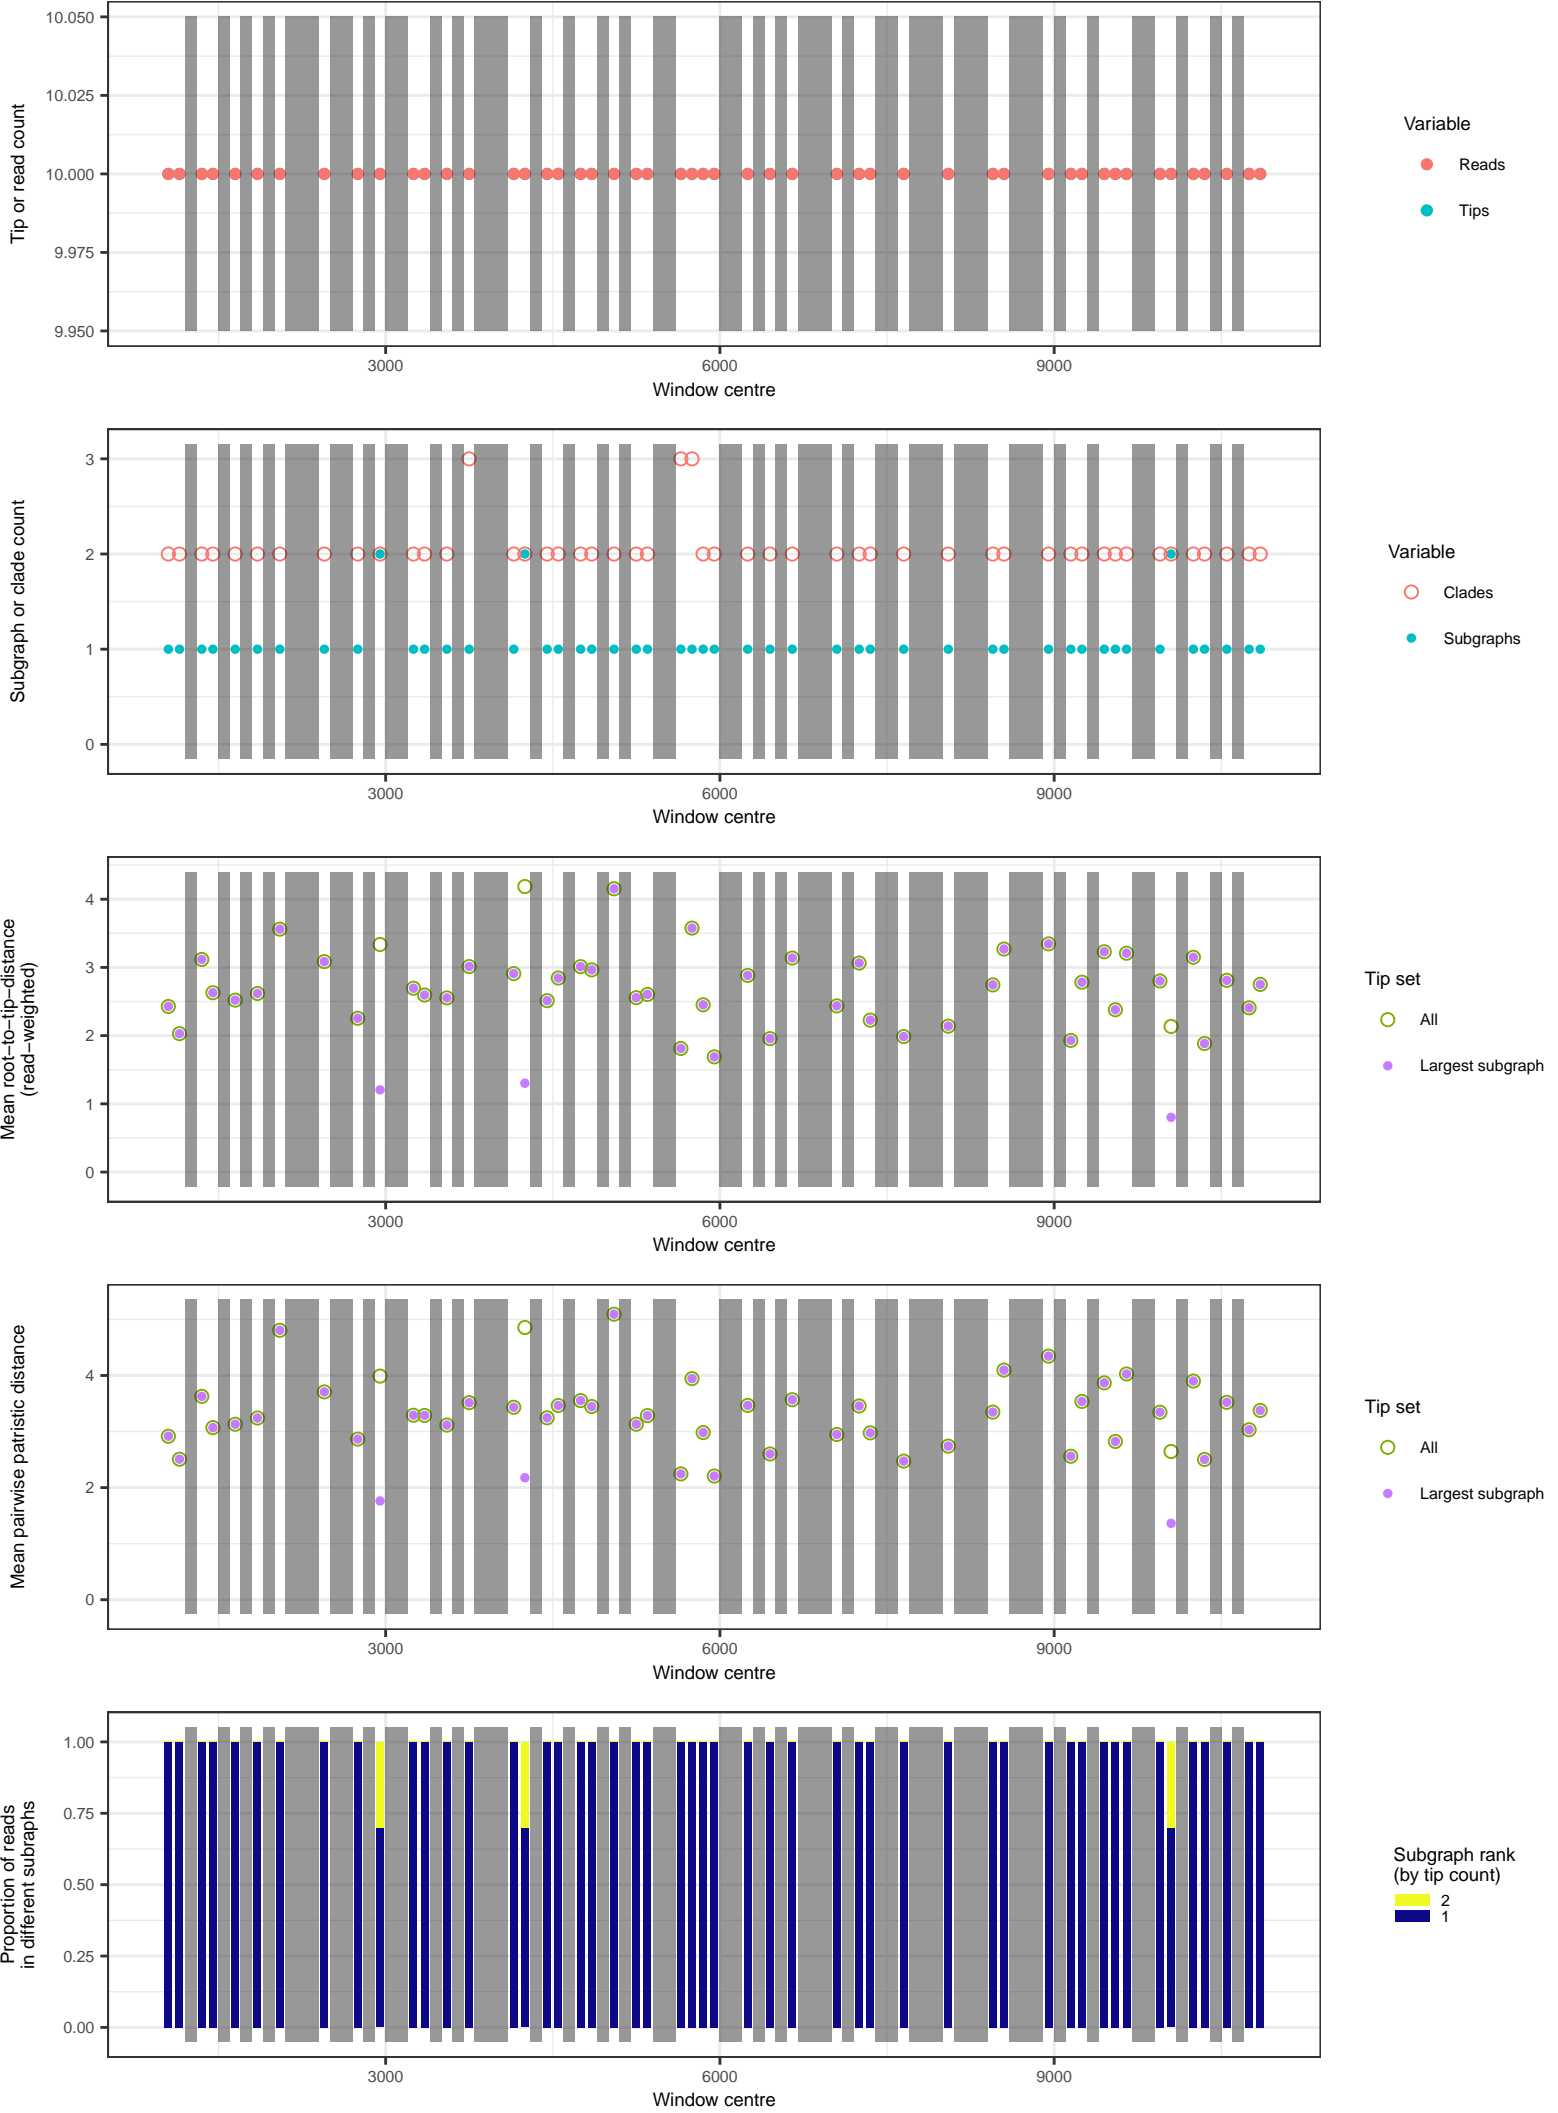 10.050
10.025
10.000
9.975
9.950
Tip or read count
3000
6000
9000
Window centre
Variable
Reads
Tips
3
2
1
0
Subgraph or clade count
3000
6000
9000
Window centre
Variable
Clades
Subgraphs
4
3
2
1
0
Mean root−to−tip−distance
(read−weighted)
3000
6000
9000
Window centre
Tip set
All
Largest subgraph
4
2
0
Mean pairwise patristic distance
3000
6000
9000
Window centre
Tip set
All
Largest subgraph
1.00
0.75
0.50
0.25
0.00
Proportion of reads
in different subraphs
3000
6000
9000
Window centre
Subgraph rank
(by tip count)
2
1